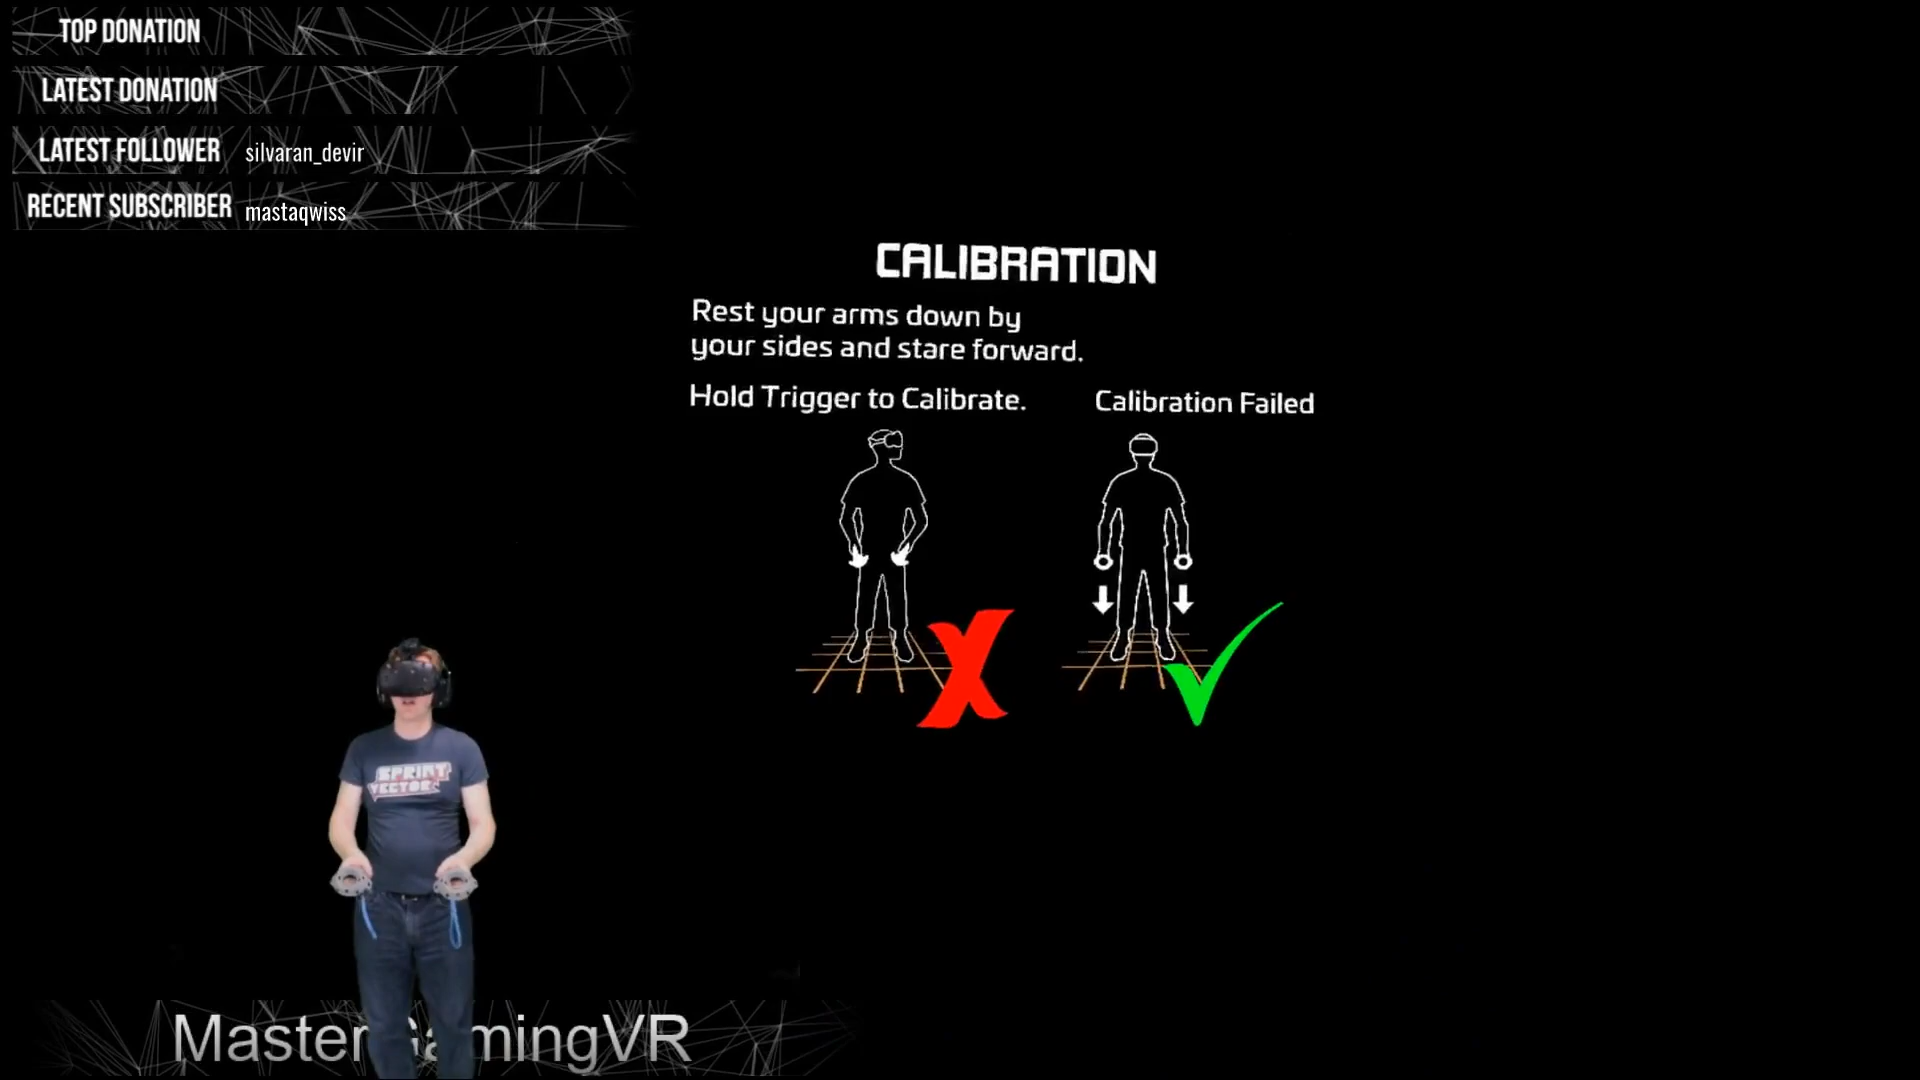 TOP DONATION
LATEST DONATION
LATEST FOLLOWER silvaran_devir
RECENT SUBSCRIBER mastaqwiss
CALIBRATION
Rest your arms down by
your sides and stare forward.
Hold Trigger to Calibrate. Calibration Failed
SPRINT
VECTOR
MasterGamingVR